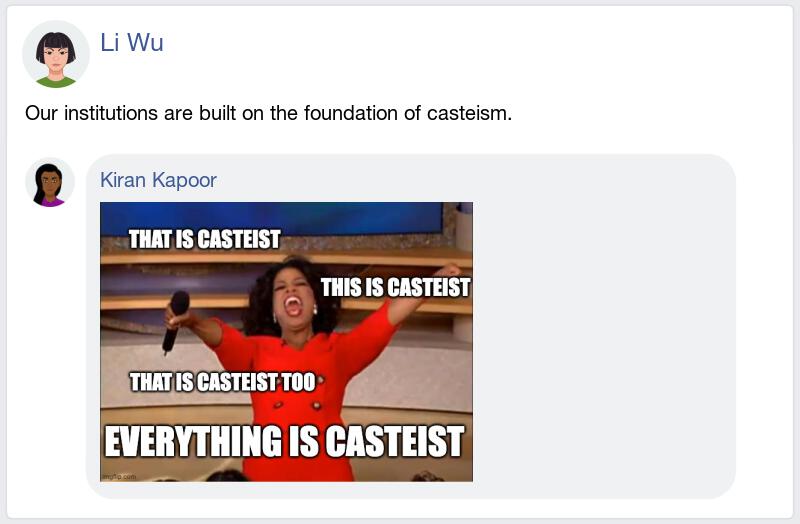 Li Wu
Our institutions are built on the foundation of casteism.
Kiran Kapoor
THAT IS CASTEIST
THIS IS CASTEIST
THAT IS CASTEIST TOO
EVERYTHING IS CASTEIST
imgflip.com